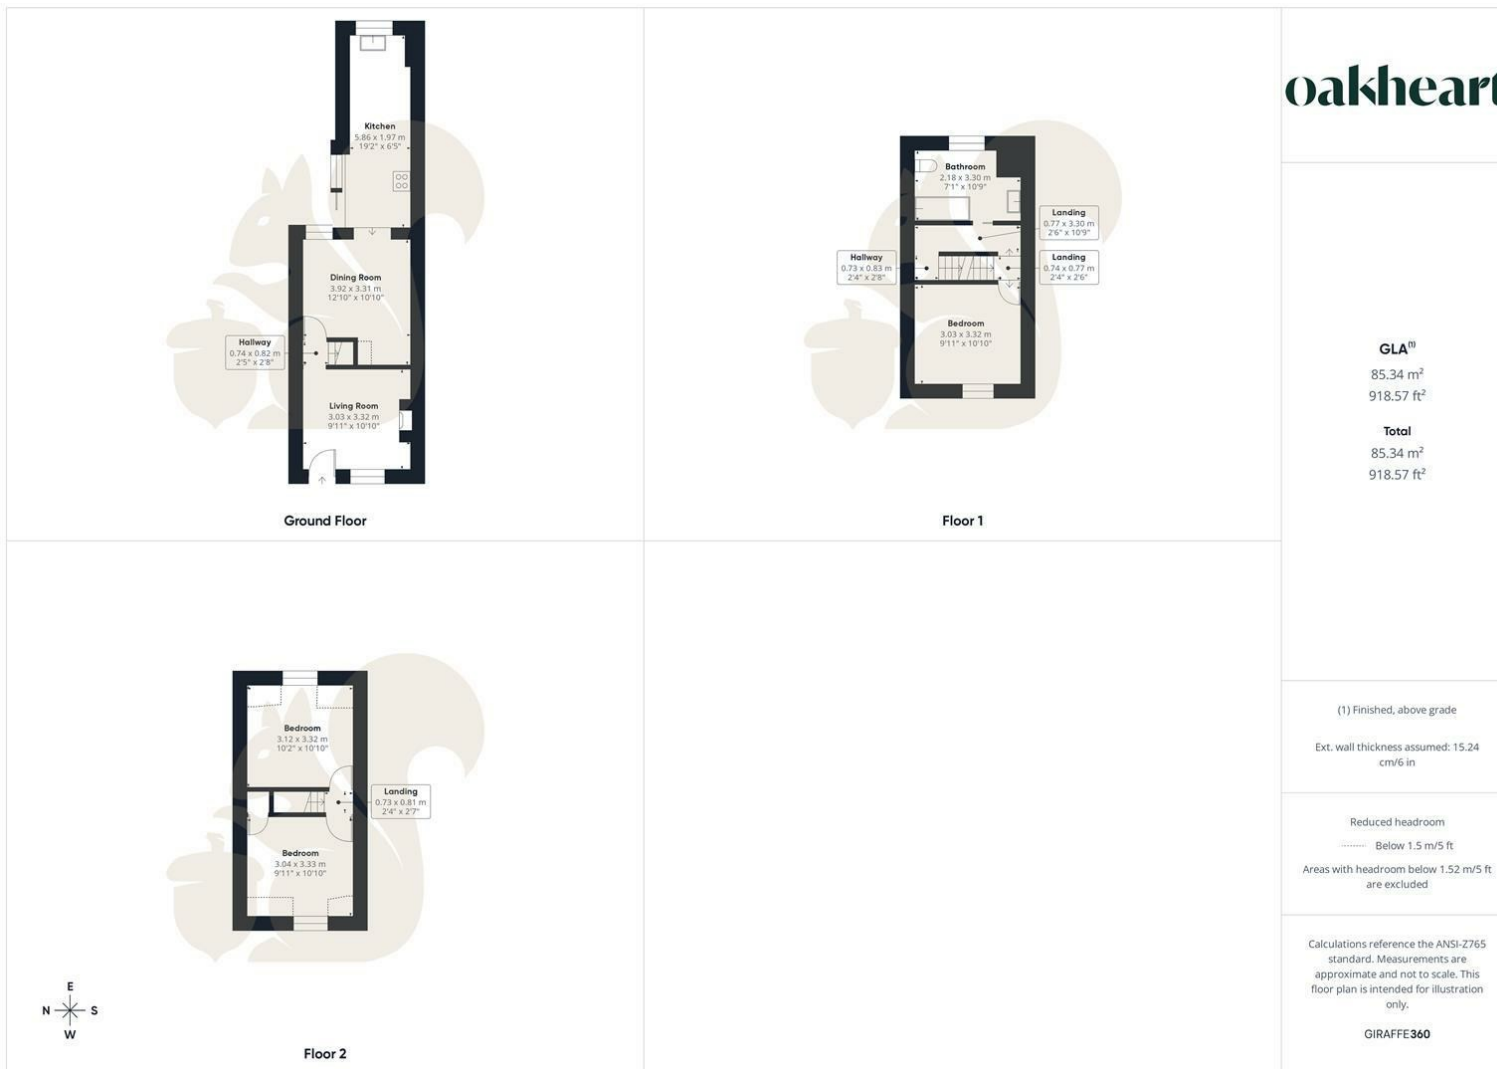 Kitchen
5.86 x 1.97 m
19'2" x 6'5"
Dining Room
3.92 x 3.31 m
12'10" x 10'10"
Hallway
0.74 x 0.82 m
2'5" x 2'8"
Living Room
3.03 x 3.32 m
9'11" x 10'10"
Ground Floor
Bathroom
2.18 x 3.30 m
7'1" x 10'9"
Landing
0.77 x 3.30 m
2'6" x 10'9"
Hallway
0.73 x 0.83 m
2'4" x 2'8"
Landing
0.74 x 0.77 m
2'4" x 2'6"
Bedroom
3.03 x 3.32 m
9'11" x 10'10"
Floor 1
Bedroom
3.12 x 3.32 m
10'2" x 10'10"
Landing
0.73 x 0.81 m
2'4" x 2'7"
Bedroom
3.04 x 3.33 m
9'11" x 10'10"
E
N S
W
Floor 2
oakheart
GLA(1)
85.34 m²
918.57 ft²
Total
85.34 m²
918.57 ft²
(1) Finished, above grade
Ext. wall thickness assumed: 15.24
cm/6 in
Reduced headroom
Below 1.5 m/5 ft
Areas with headroom below 1.52 m/5 ft
are excluded
Calculations reference the ANSI-Z765
standard. Measurements are
approximate and not to scale. This
floor plan is intended for illustration
only.
GIRAFFE360